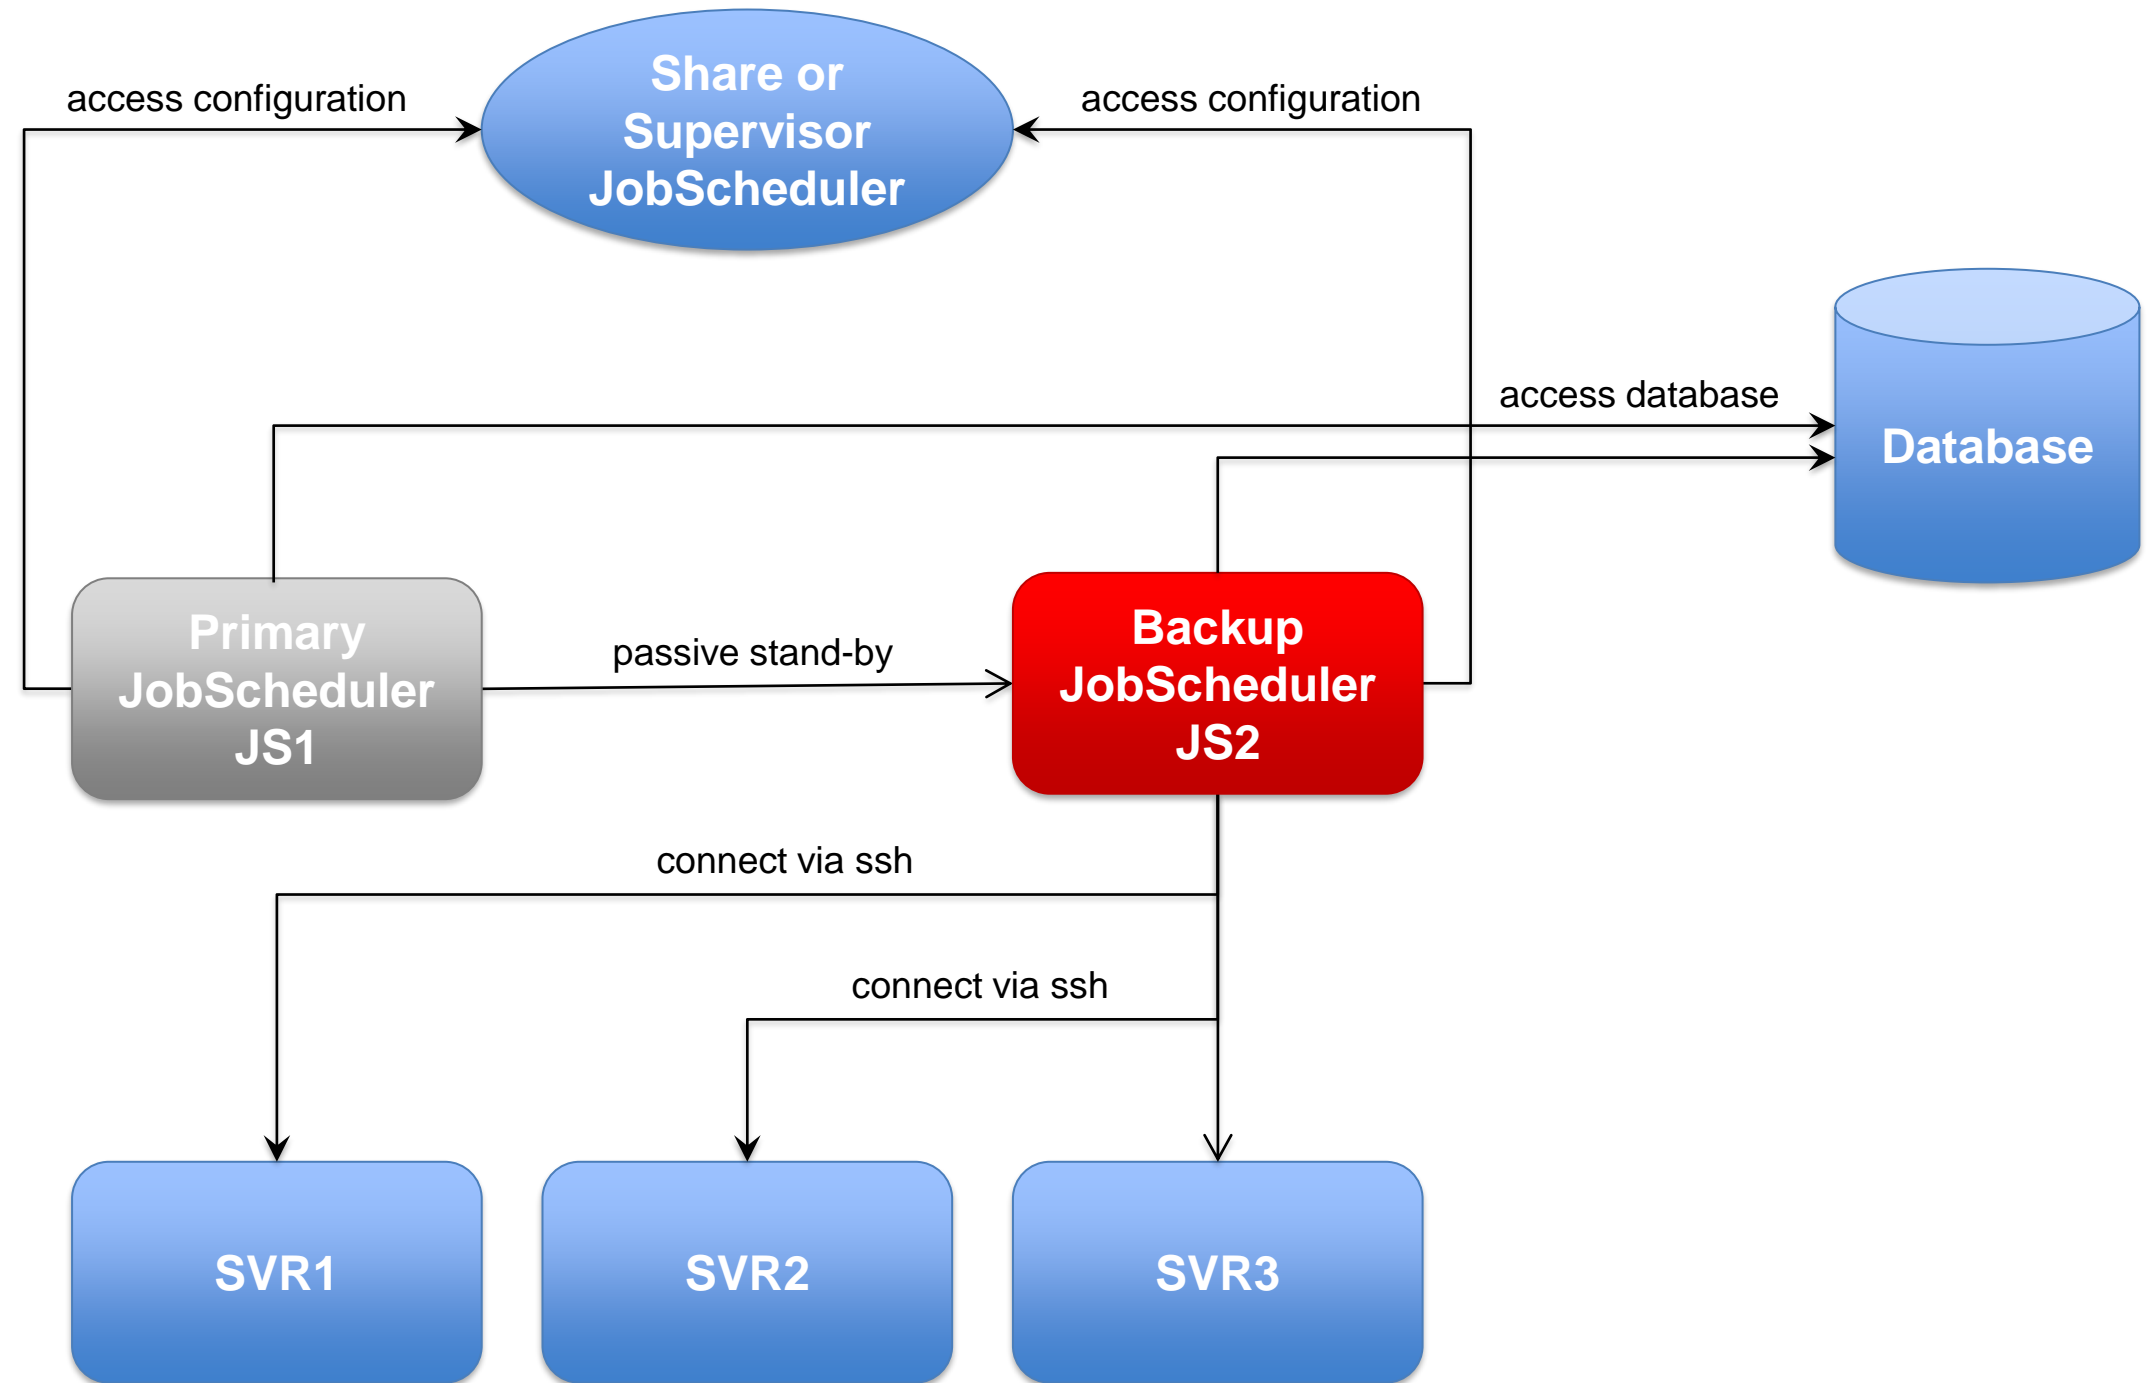 access configuration
Share or
Supervisor
JobScheduler
access configuration
access database
Database
Primary
JobScheduler
JS1
passive stand-by
Backup
JobScheduler
JS2
connect via ssh
connect via ssh
SVR1
SVR2
SVR3